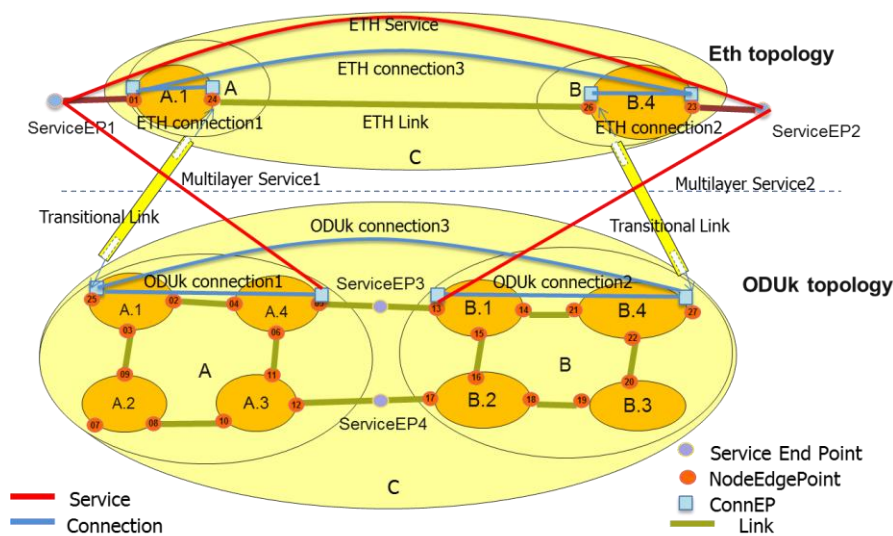 ETH Service
Eth topology
ETH connection3
A
B
A.1
B.4
01
24
26
23
ServiceEP1
ETH connection1
ETH Link
ETH connection2
ServiceEP2
C
Multilayer Service1
Multilayer Service2
Transitional Link
Transitional Link
ODUk connection3
ODUk topology
ODUk connection1
ServiceEP3
ODUk connection2
25
A.1
02
04
A.4
05
13
B.1
14
21
B.4
27
03
06
15
22
A
B
09
11
16
20
A.2
A.3
12
17
B.2
18
19
B.3
07
08
10
ServiceEP4
C
Service End Point
NodeEdgePoint
ConnEP
Link
Service
Connection